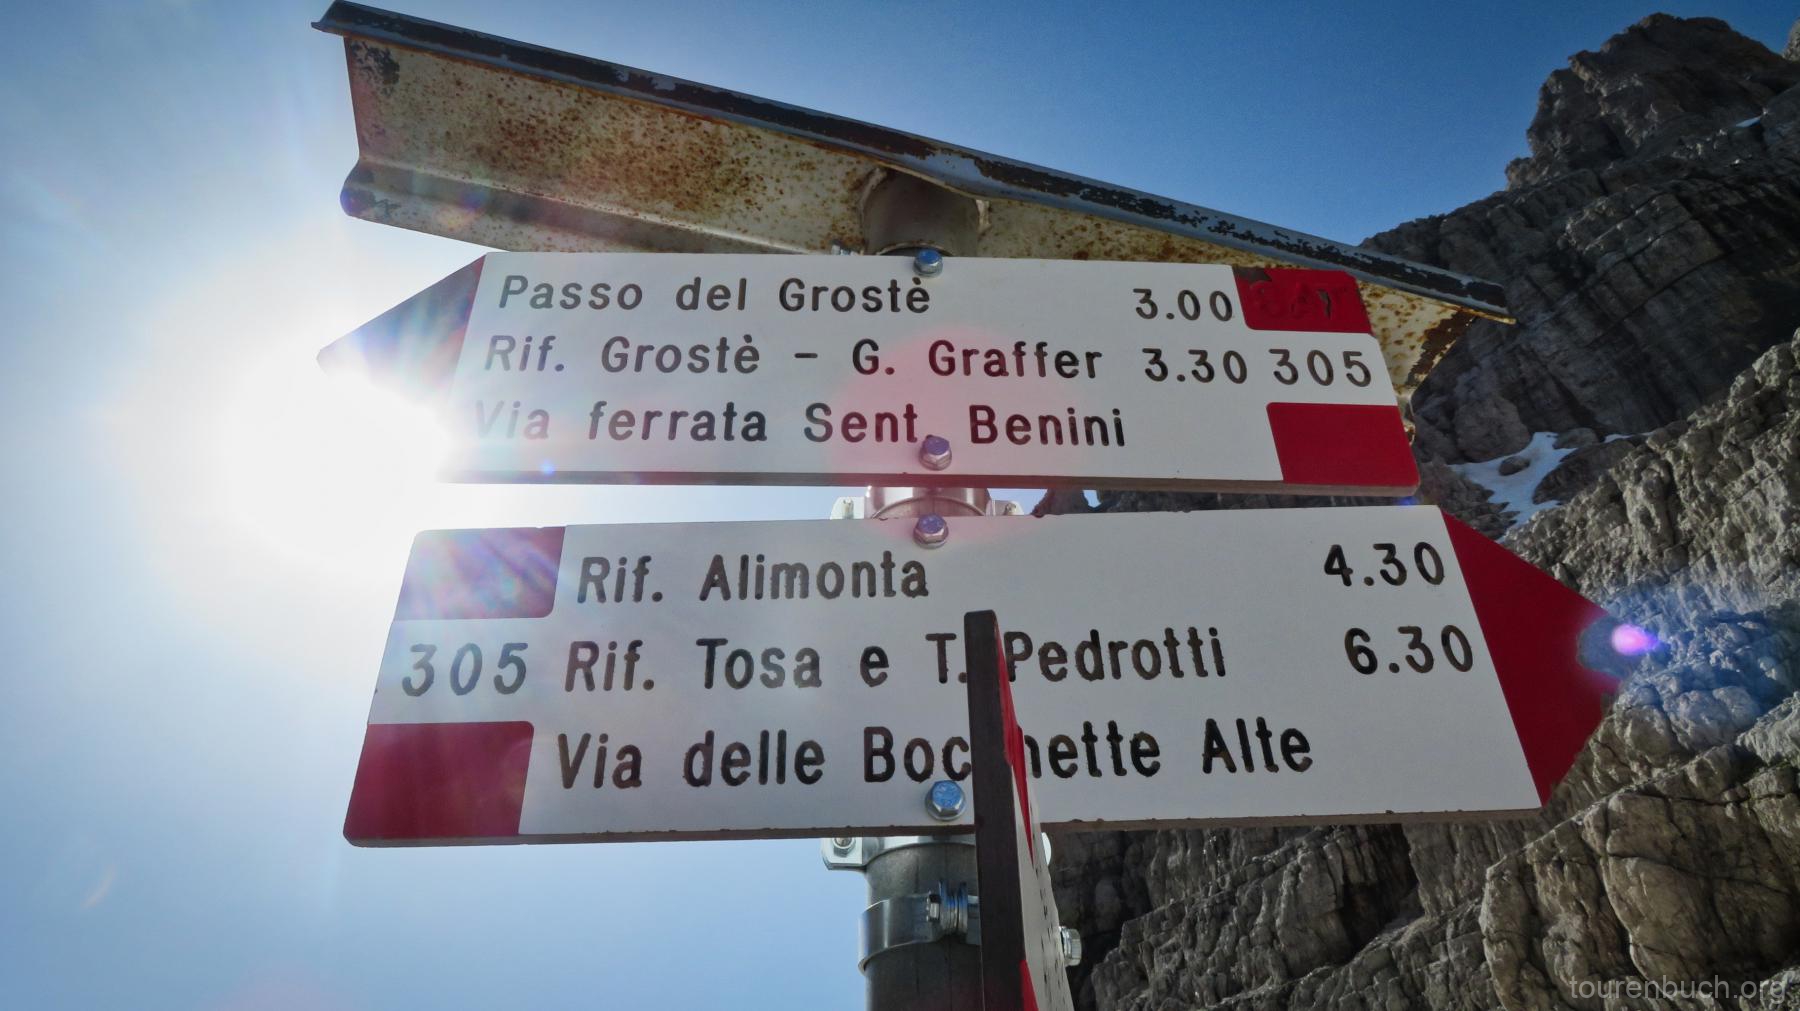 Passo del Grostè 3.00 SAT
Rif. Grostè - G. Graffer 3.30 305
Via ferrata Sent. Benini
Rif. Alimonta 4.30
305 Rif. Tosa e T. Pedrotti 6.30
Via delle Bocchette Alte
tourenbuch.org